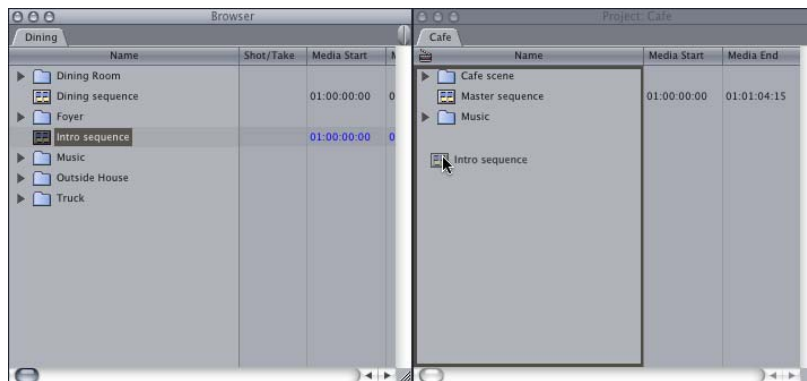 Browser
Dining
Name Shot/Take Media Start
Dining Room
Dining sequence 01:00:00:00 0
Foyer
Intro sequence 01:00:00:00 0
Music
Outside House
Truck
Project: Cafe
Cafe
Name Media Start Media End
Cafe scene
Master sequence 01:00:00:00 01:01:04:15
Music
Intro sequence